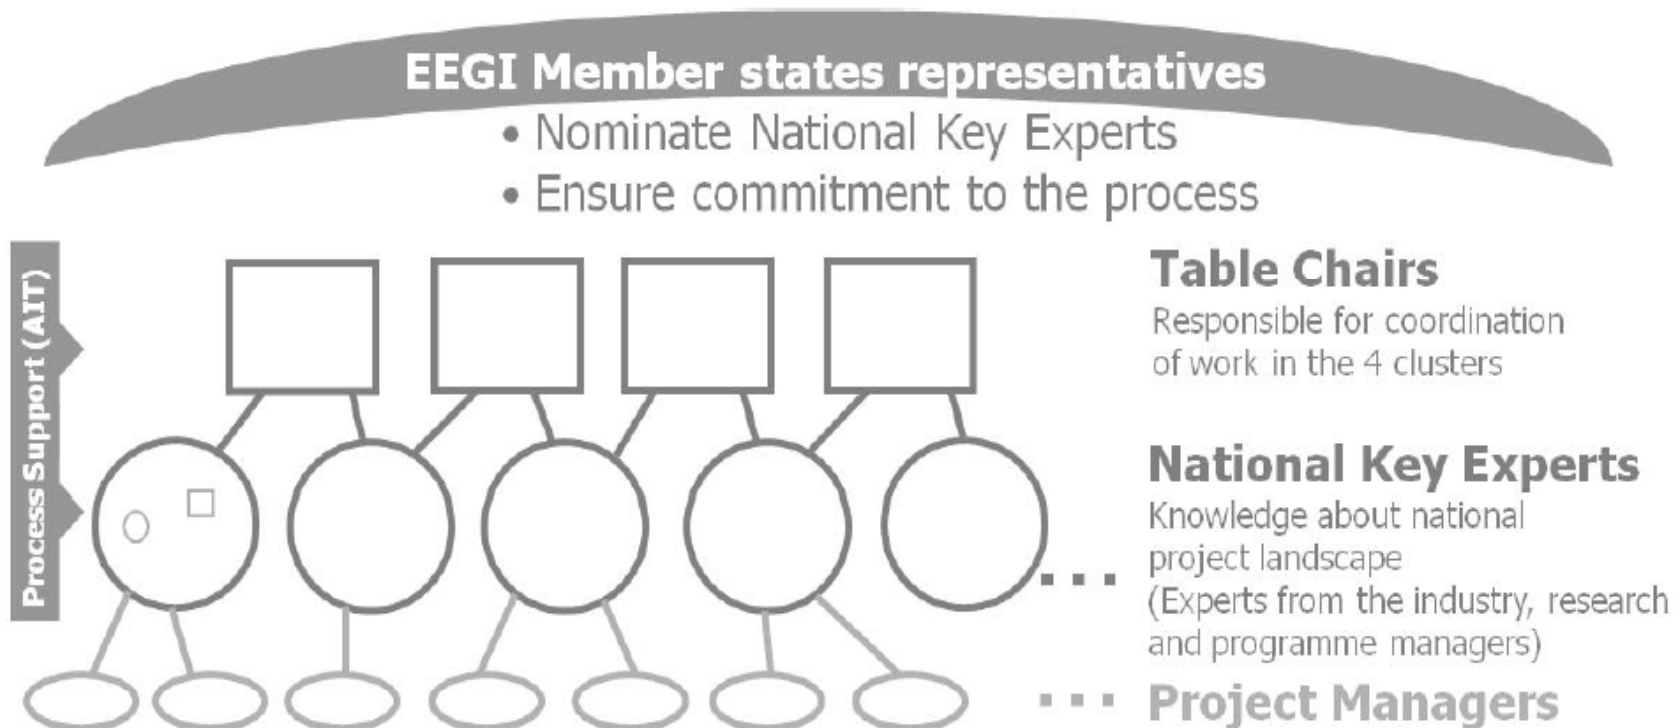 EEGI Member states representatives
• Nominate National Key Experts
• Ensure commitment to the process
Process Support (AIT)
Table Chairs
Responsible for coordination
of work in the 4 clusters
National Key Experts
Knowledge about national
project landscape
(Experts from the industry, research
and programme managers)
... Project Managers